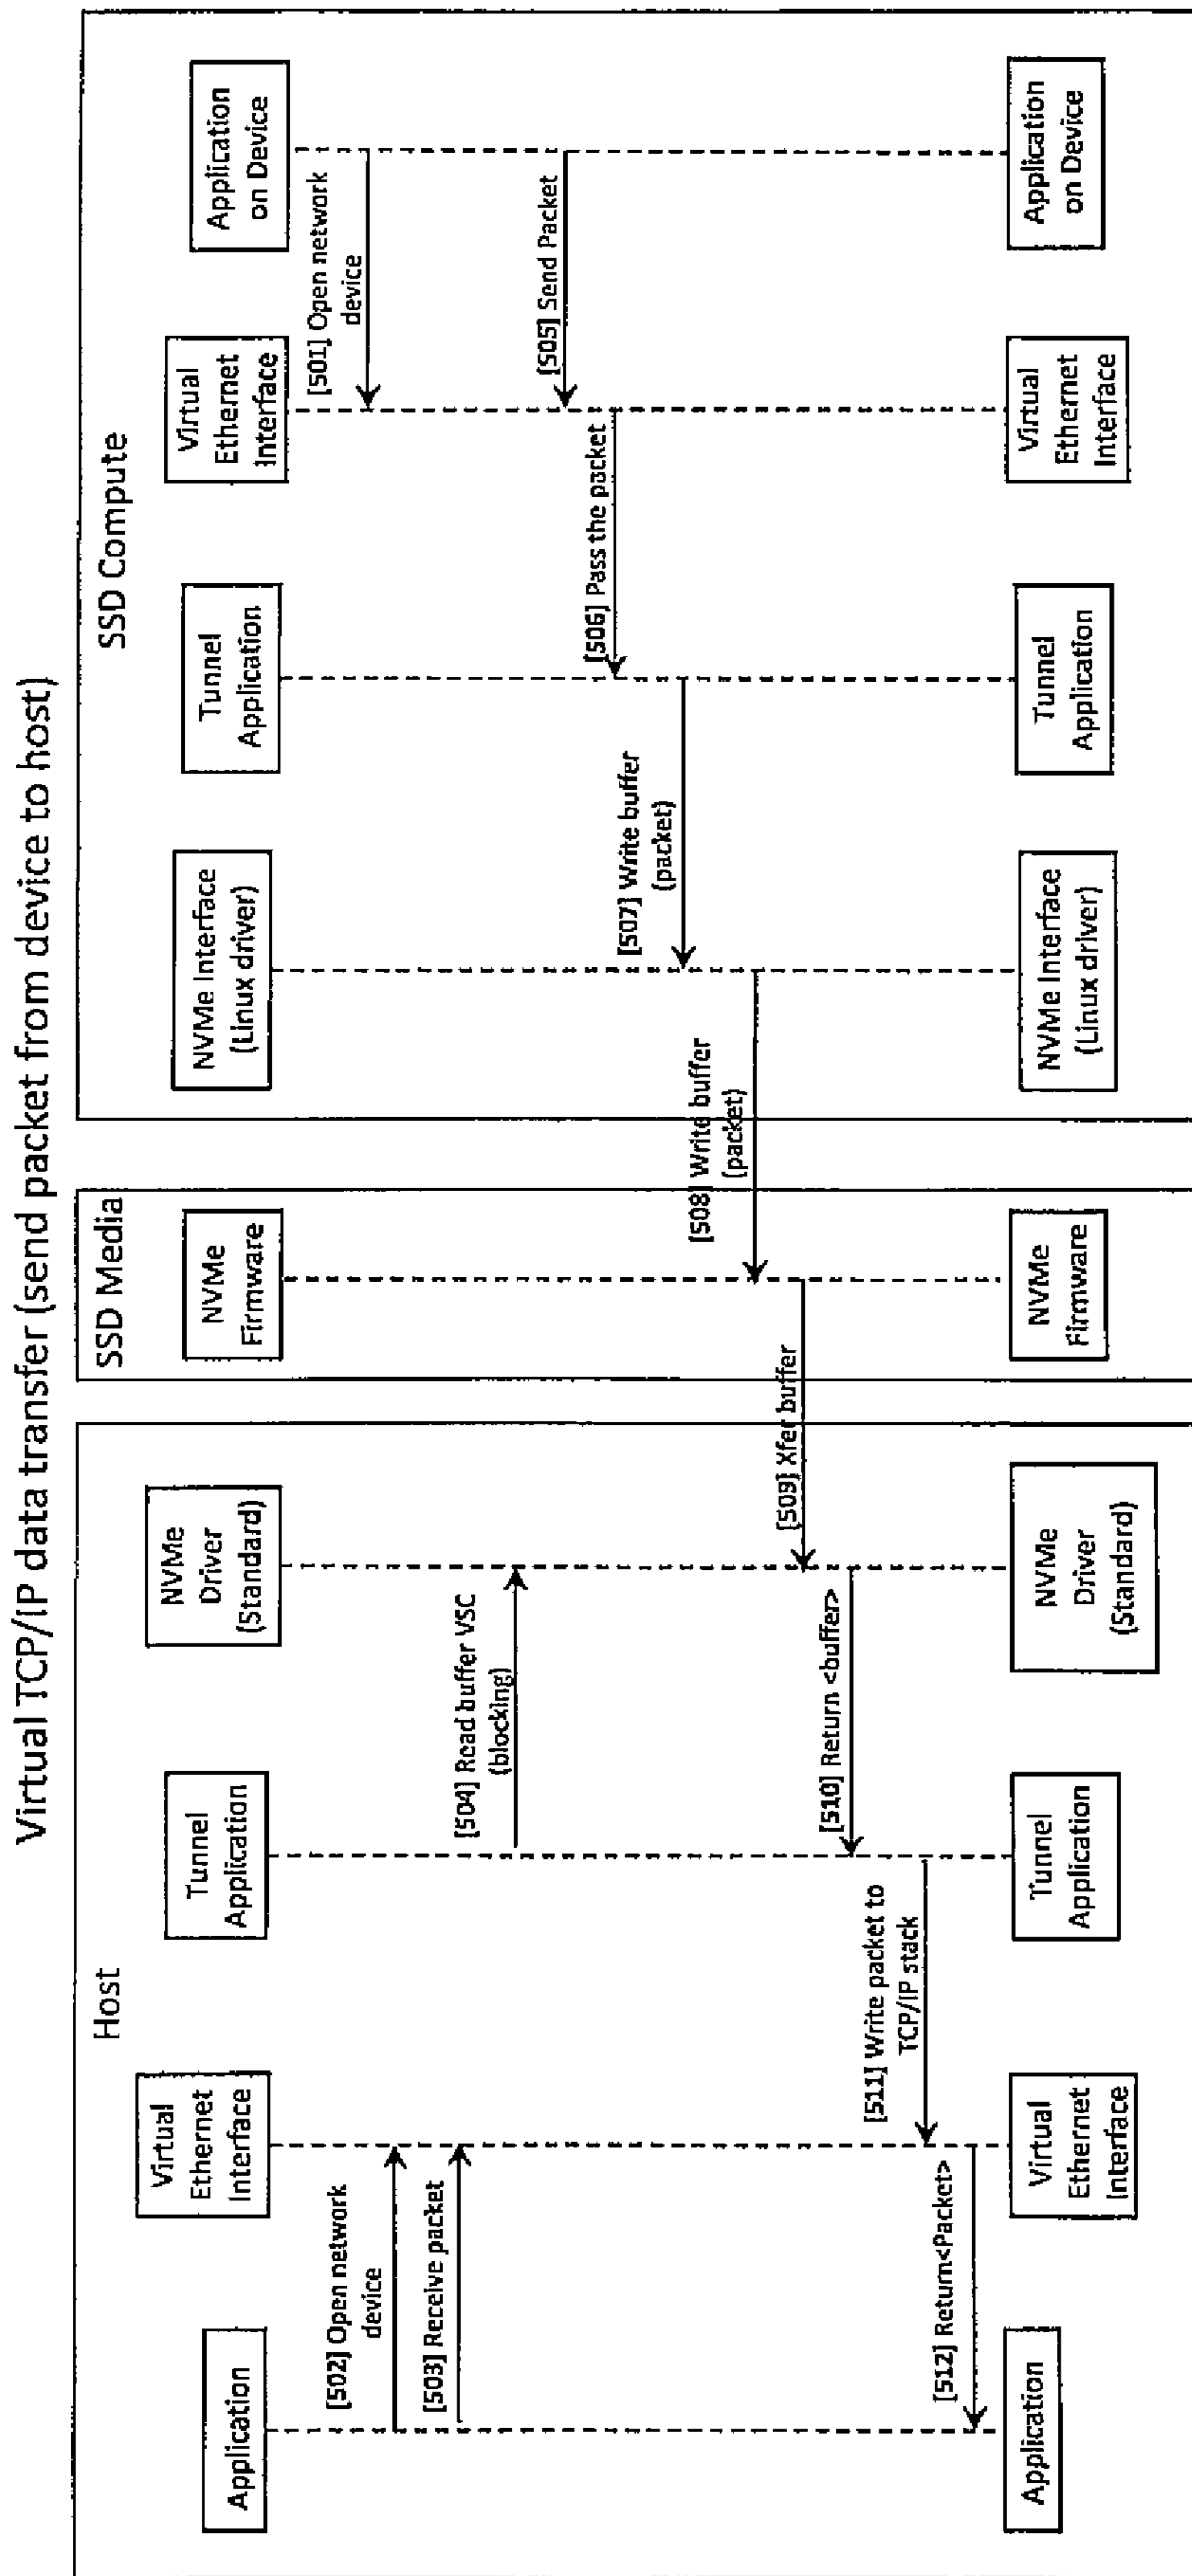 Virtual TCP/IP data transfer (send packet from device to host)
Host
SSD Media
SSD Compute
Application
Virtual
Ethernet
Interface
Tunnel
Application
NVMe
Driver
(Standard)
NVMe
Firmware
NVMe Interface
(Linux driver)
Tunnel
Application
Virtual
Ethernet
Interface
Application
on Device
[501] Open network
device
[502] Open network
device
[503] Receive packet
[504] Read buffer VSC
(blocking)
[505] Send Packet
[506] Pass the packet
[507] Write buffer
(packet)
[508] Write buffer
(packet)
[509] Xfer buffer
[510] Return <buffer>
[511] Write packet to
TCP/IP stack
[512] Return<Packet>
Application
Virtual
Ethernet
Interface
Tunnel
Application
NVMe
Driver
(Standard)
NVMe
Firmware
NVMe Interface
(Linux driver)
Tunnel
Application
Virtual
Ethernet
Interface
Application
on Device